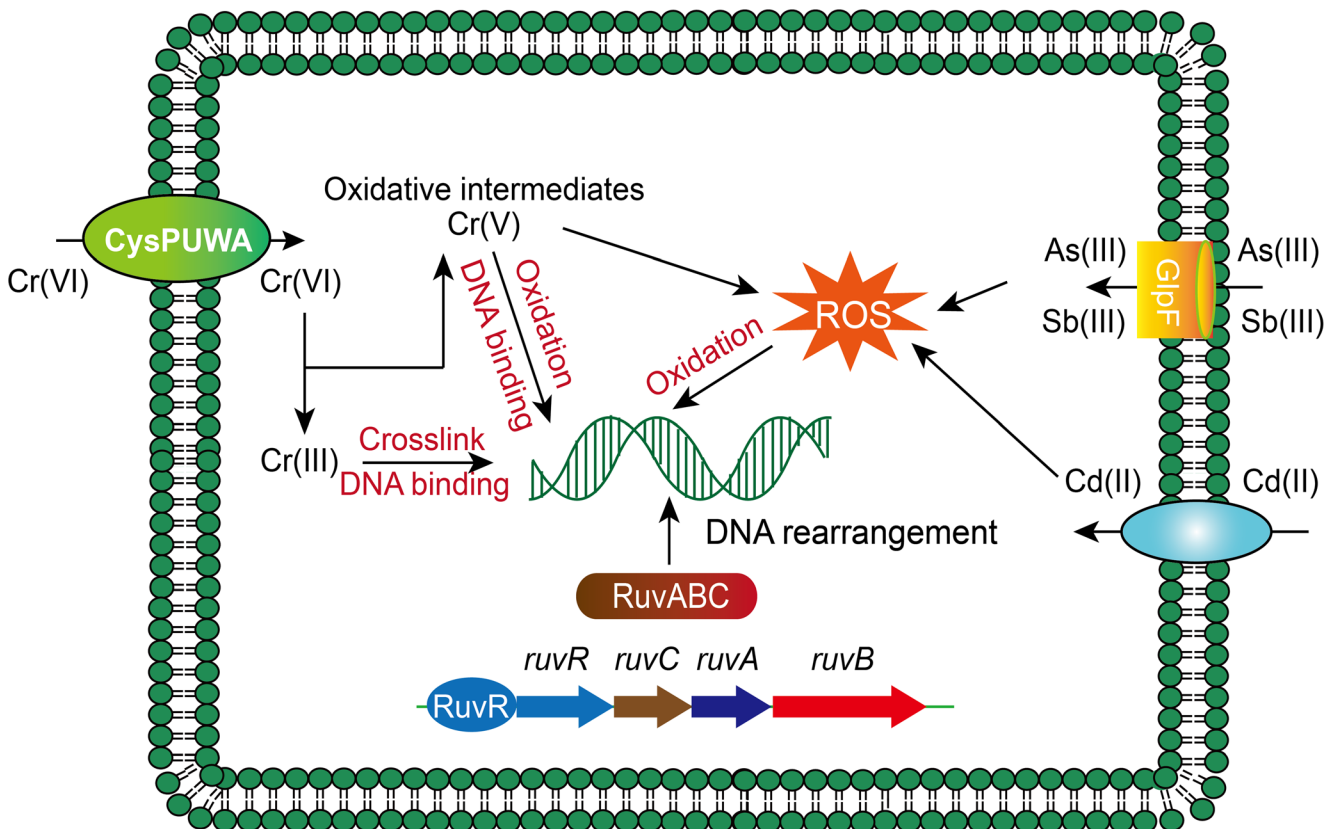 Oxidative intermediates
Cr(V)
CysPUWA
Cr(VI)
Cr(VI)
Oxidation
DNA binding
ROS
Oxidation
As(III)
As(III)
GlpF
Sb(III)
Sb(III)
Cr(III)
Crosslink
DNA binding
Cd(II)
Cd(II)
DNA rearrangement
RuvABC
ruvR ruvC ruvA ruvB
RuvR